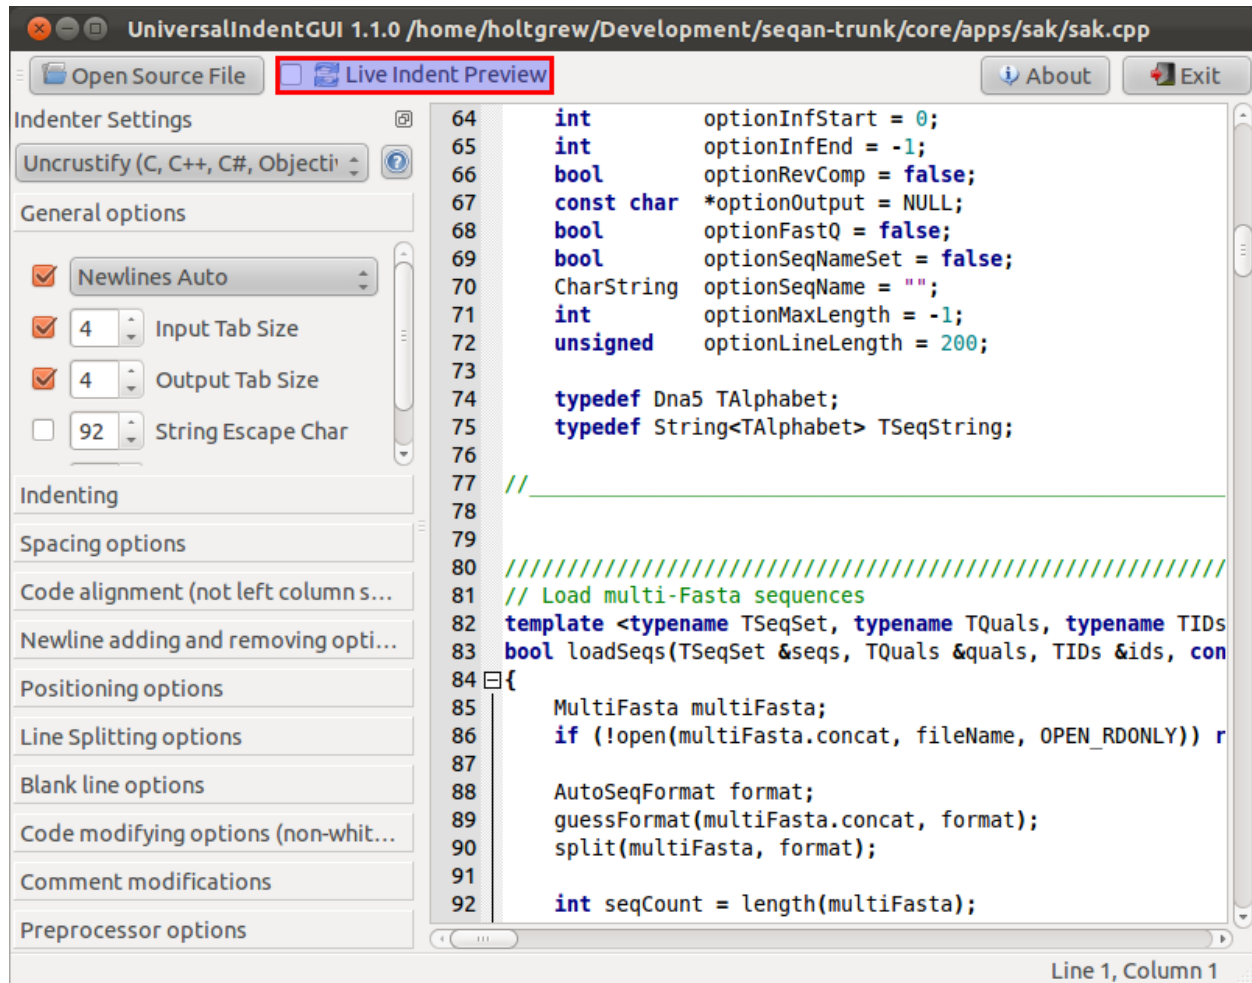 UniversalIndentGUI 1.1.0 /home/holtgrew/Development/seqan-trunk/core/apps/sak/sak.cpp
Open Source File Live Indent Preview About Exit
Indenter Settings
Uncrustify (C, C++, C#, Objecti
General options
Newlines Auto
4 Input Tab Size
4 Output Tab Size
92 String Escape Char
Indenting
Spacing options
Code alignment (not left column s...
Newline adding and removing opti...
Positioning options
Line Splitting options
Blank line options
Code modifying options (non-whit...
Comment modifications
Preprocessor options
64 int optionInfStart = 0;
65 int optionInfEnd = -1;
66 bool optionRevComp = false;
67 const char *optionOutput = NULL;
68 bool optionFastQ = false;
69 bool optionSeqNameSet = false;
70 CharString optionSeqName = "";
71 int optionMaxLength = -1;
72 unsigned optionLineLength = 200;
73
74 typedef Dna5 TAlphabet;
75 typedef String<TAlphabet> TSeqString;
76
77 //__________________________________________________________
78
79
80 //////////////////////////////////////////////////////////
81 // Load multi-Fasta sequences
82 template <typename TSeqSet, typename TQuals, typename TIDs
83 bool loadSeqs(TSeqSet &seqs, TQuals &quals, TIDs &ids, con
84 {
85 MultiFasta multiFasta;
86 if (!open(multiFasta.concat, fileName, OPEN_RDONLY)) r
87
88 AutoSeqFormat format;
89 guessFormat(multiFasta.concat, format);
90 split(multiFasta, format);
91
92 int seqCount = length(multiFasta);
Line 1, Column 1